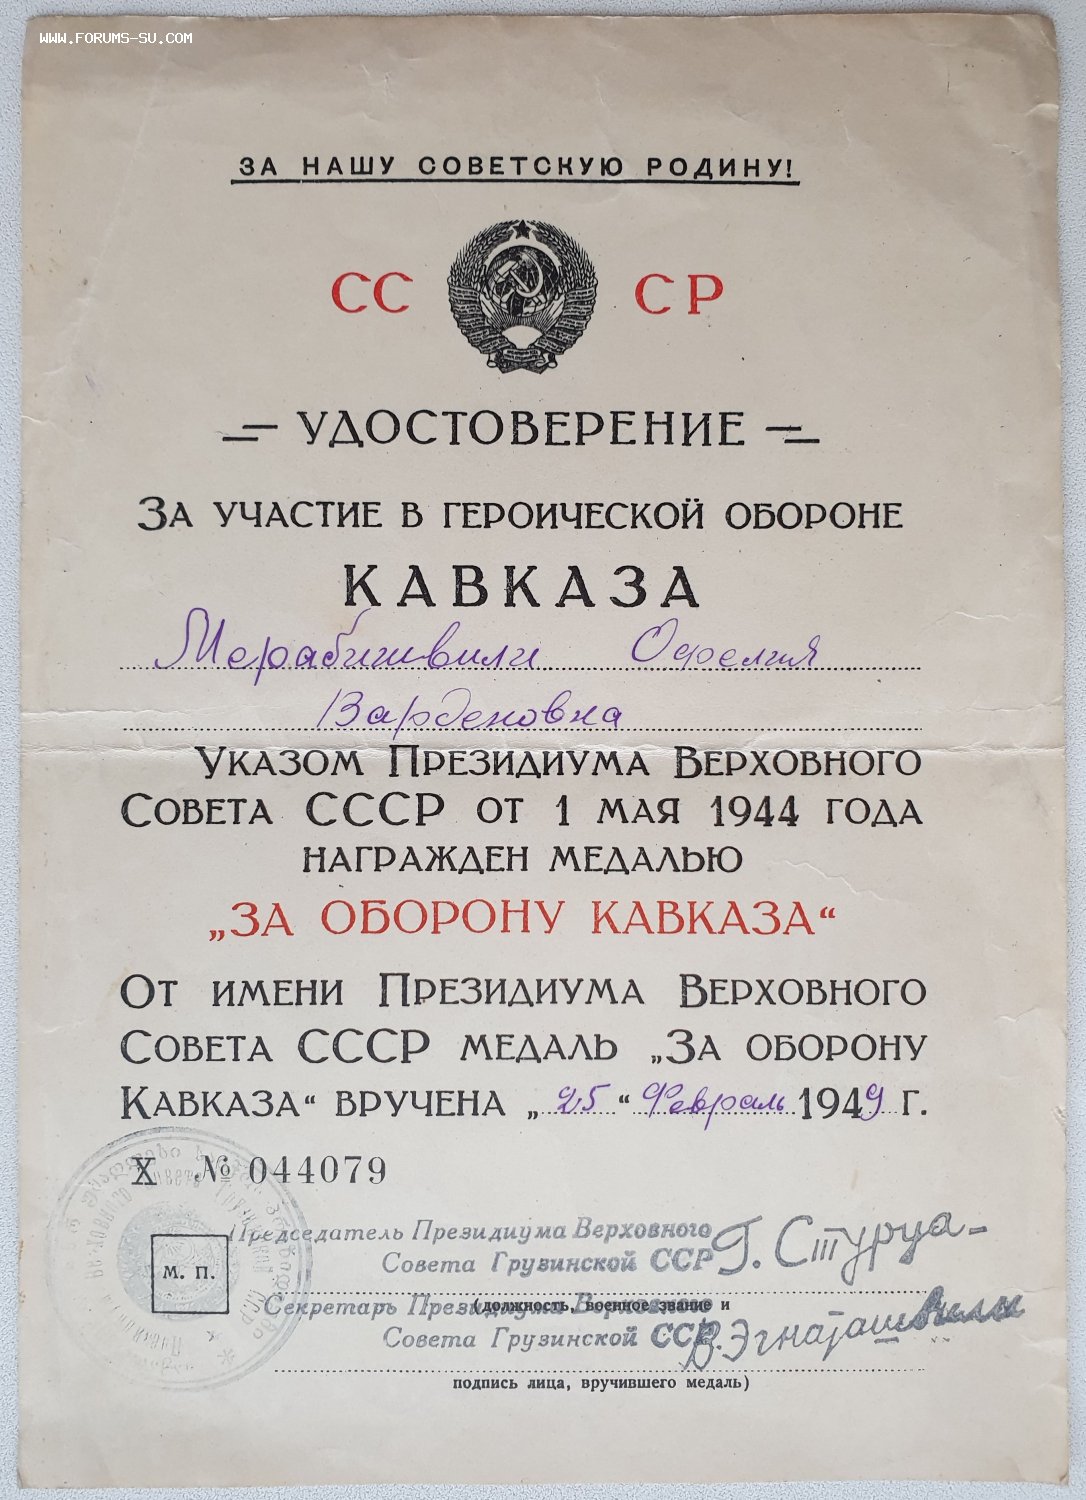 WWW.FORUMS-SU.COM
ЗА НАШУ СОВЕТСКУЮ РОДИНУ!
СС СР
УДОСТОВЕРЕНИЕ
ЗА УЧАСТИЕ В ГЕРОИЧЕСКОЙ ОБОРОНЕ
КАВКАЗА
Мерабишвили Офелия
Варденовна
УКАЗОМ ПРЕЗИДИУМА ВЕРХОВНОГО
СОВЕТА СССР ОТ 1 МАЯ 1944 ГОДА
НАГРАЖДЕН МЕДАЛЬЮ
„ЗА ОБОРОНУ КАВКАЗА“
ОТ ИМЕНИ ПРЕЗИДИУМА ВЕРХОВНОГО
СОВЕТА СССР МЕДАЛЬ „ЗА ОБОРОНУ
КАВКАЗА“ ВРУЧЕНА „25“ Февраль 1949 Г.
X № 044079
Председатель Президиума Верховного
Совета Грузинской ССР Г. Стуруа
М. П.
(должность, военное звание и
Секретарь Президиума Верховного
Совета Грузинской ССР В. Эгнаташвили
подпись лица, вручившего медаль)